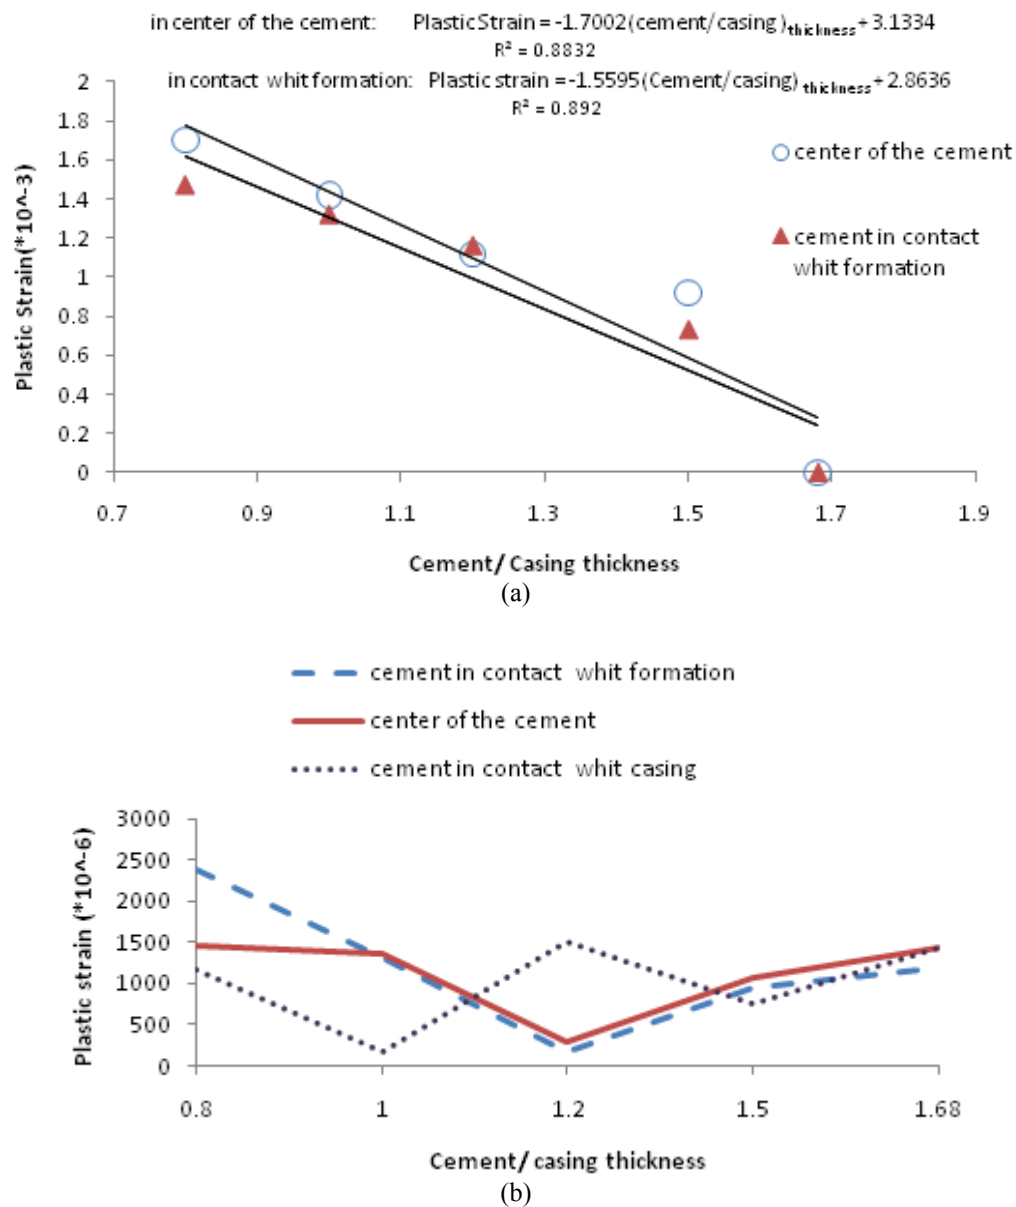 in center of the cement: Plastic Strain = -1.7002(cement/casing)thickness+3.1334
R² = 0.8832
in contact whit formation: Plastic strain =-1.5595(Cement/casing) thickness+2.8636
R² = 0.892
2
1.8
1.6
1.4
1.2
1
0.8
0.6
0.4
0.2
0
Plastic Strain(*10^-3)
center of the cement
cement in contact
whit formation
0.7 0.9 1.1 1.3 1.5 1.7 1.9
Cement/ Casing thickness
(a)
cement in contact whit formation
center of the cement
cement in contact whit casing
3000
2500
2000
1500
1000
500
0
Plastic strain (*10^-6)
0.8 1 1.2 1.5 1.68
Cement/ casing thickness
(b)